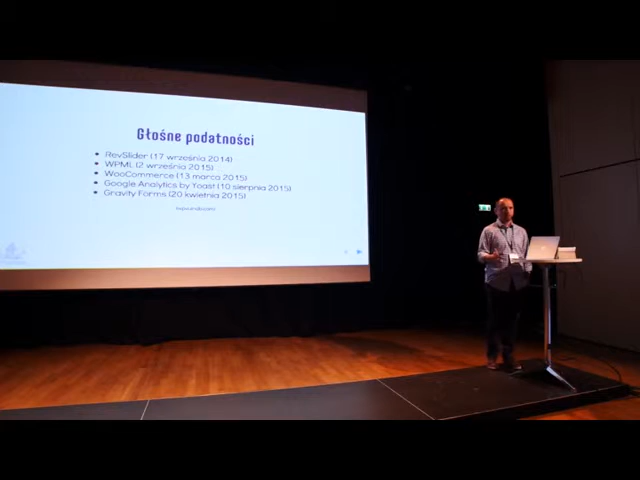 Głośne podatności
• RevSlider (17 września 2014)
• WPML (2 września 2015)
• WooCommerce (13 marca 2015)
• Google Analytics by Yoast (10 sierpnia 2015)
• Gravity Forms (20 kwietnia 2015)